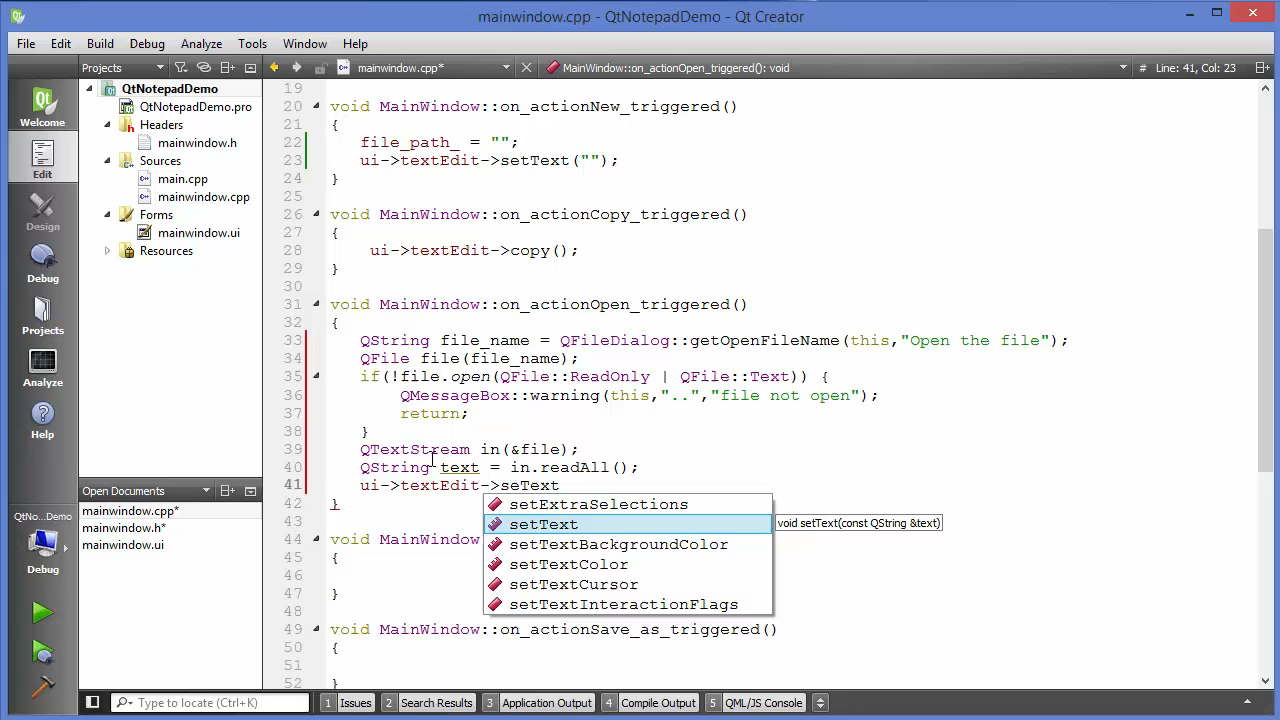 mainwindow.cpp - QtNotepadDemo - Qt Creator
File Edit Build Debug Analyze Tools Window Help
Projects mainwindow.cpp* MainWindow::on_actionOpen_triggered(): void # Line: 41, Col: 23
Welcome
Edit
Design
Debug
Projects
Analyze
Help
QtNo...Demo
Debug
QtNotepadDemo
QtNotepadDemo.pro
Headers
mainwindow.h
Sources
main.cpp
mainwindow.cpp
Forms
mainwindow.ui
Resources
Open Documents
mainwindow.cpp*
mainwindow.h*
mainwindow.ui
19
20 void MainWindow::on_actionNew_triggered()
21 {
22 file_path_ = "";
23 ui->textEdit->setText("");
24 }
25
26 void MainWindow::on_actionCopy_triggered()
27 {
28 ui->textEdit->copy();
29 }
30
31 void MainWindow::on_actionOpen_triggered()
32 {
33 QString file_name = QFileDialog::getOpenFileName(this,"Open the file");
34 QFile file(file_name);
35 if(!file.open(QFile::ReadOnly | QFile::Text)) {
36 QMessageBox::warning(this,"..","file not open");
37 return;
38 }
39 QTextStream in(&file);
40 QString text = in.readAll();
41 ui->textEdit->seText
42 }
43
44 void MainWindow
45 {
46
47 }
48
49 void MainWindow::on_actionSave_as_triggered()
50 {
51
52 }
setExtraSelections
setText
setTextBackgroundColor
setTextColor
setTextCursor
setTextInteractionFlags
void setText(const QString &text)
Type to locate (Ctrl+K) 1 Issues 2 Search Results 3 Application Output 4 Compile Output 5 QML/JS Console